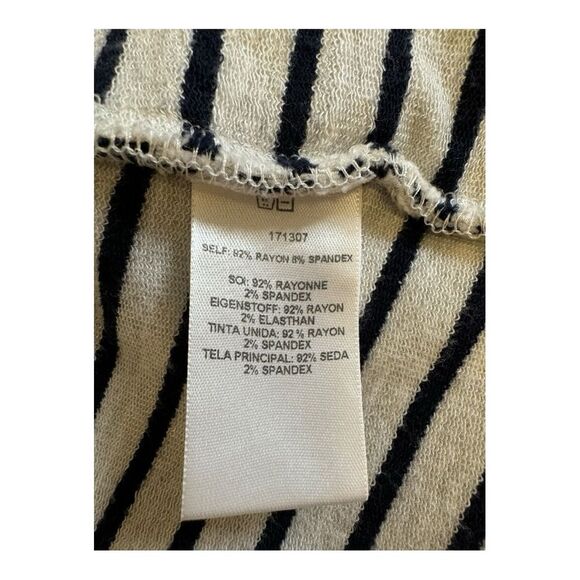 171307
SELF: 92% RAYON 8% SPANDEX
SOI: 92% RAYONNE
2% SPANDEX
EIGENSTOFF: 92% RAYON
2% ELASTHAN
TINTA UNIDA: 92 % RAYON
2% SPANDEX
TELA PRINCIPAL: 92% SEDA
2% SPANDEX